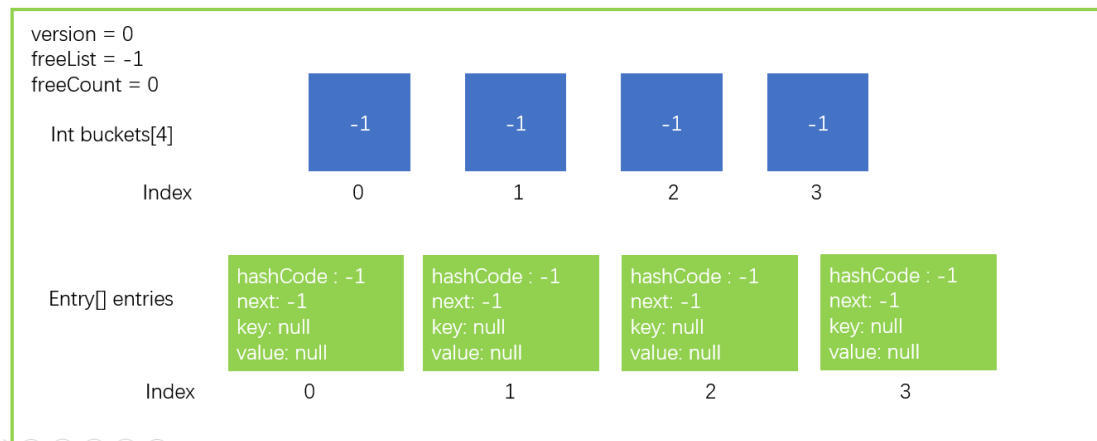 version = 0
freeList = -1
freeCount = 0
Int buckets[4]
-1 -1 -1 -1
Index 0 1 2 3
Entry[] entries
hashCode : -1
next: -1
key: null
value: null
hashCode : -1
next: -1
key: null
value: null
hashCode : -1
next: -1
key: null
value: null
hashCode : -1
next: -1
key: null
value: null
Index 0 1 2 3